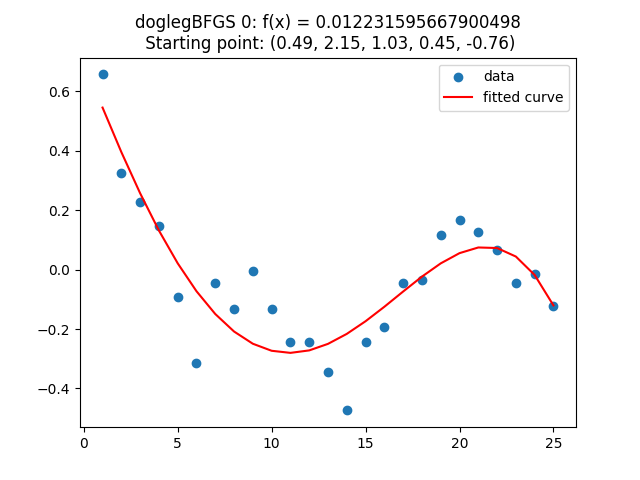 doglegBFGS 0: f(x) = 0.012231595667900498
Starting point: (0.49, 2.15, 1.03, 0.45, -0.76)
data
fitted curve
0.6
0.4
0.2
0.0
−0.2
−0.4
0 5 10 15 20 25